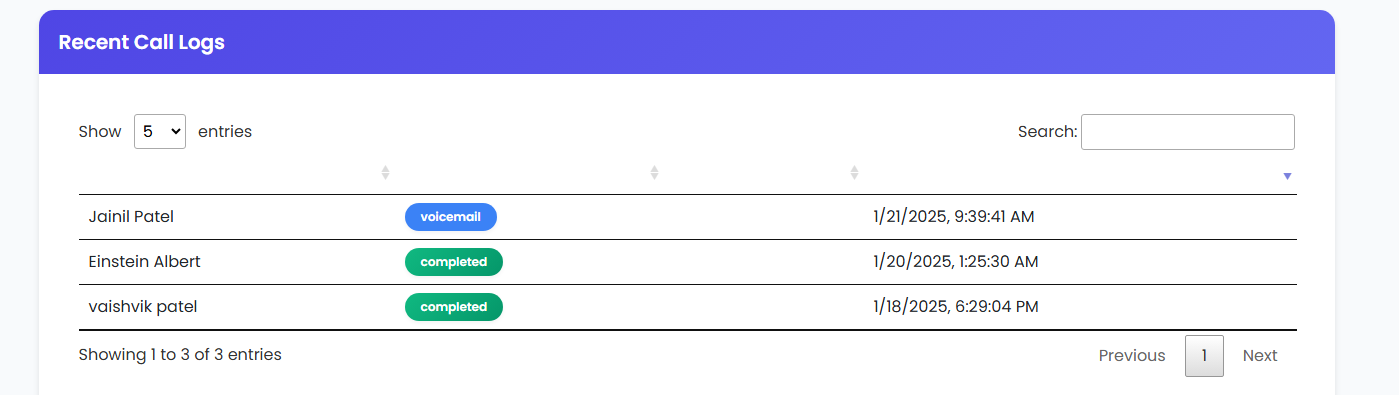 Recent Call Logs
Show 5 entries Search:
Jainil Patel voicemail 1/21/2025, 9:39:41 AM
Einstein Albert completed 1/20/2025, 1:25:30 AM
vaishvik patel completed 1/18/2025, 6:29:04 PM
Showing 1 to 3 of 3 entries Previous 1 Next